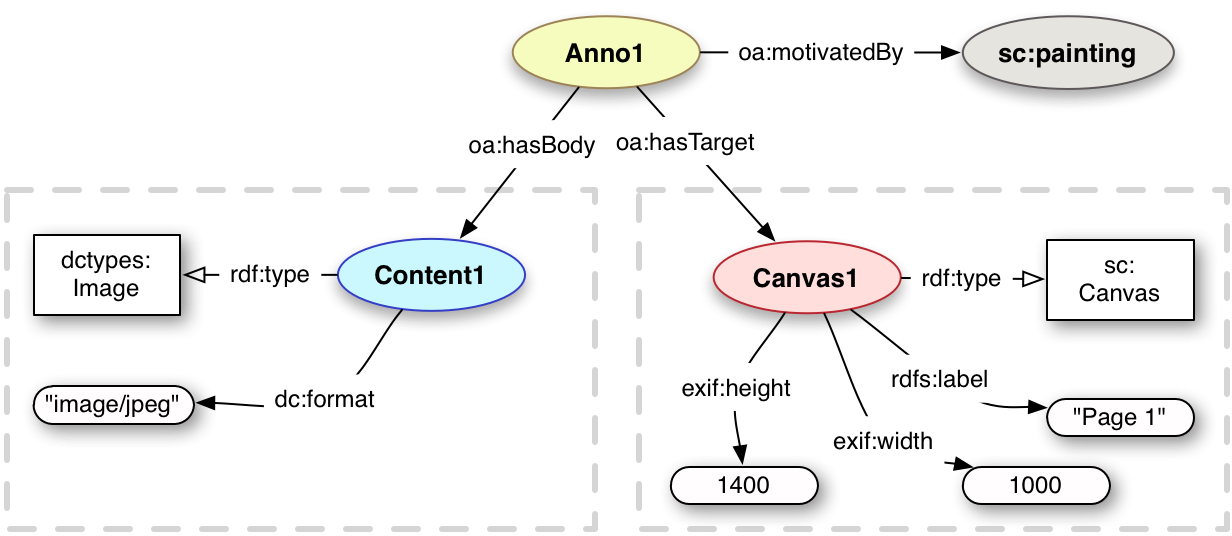 Anno1
oa:motivatedBy
sc:painting
oa:hasBody
oa:hasTarget
dctypes:
Image
rdf:type
Content1
Canvas1
rdf:type
sc:
Canvas
"image/jpeg"
dc:format
exif:height
rdfs:label
"Page 1"
exif:width
1400
1000